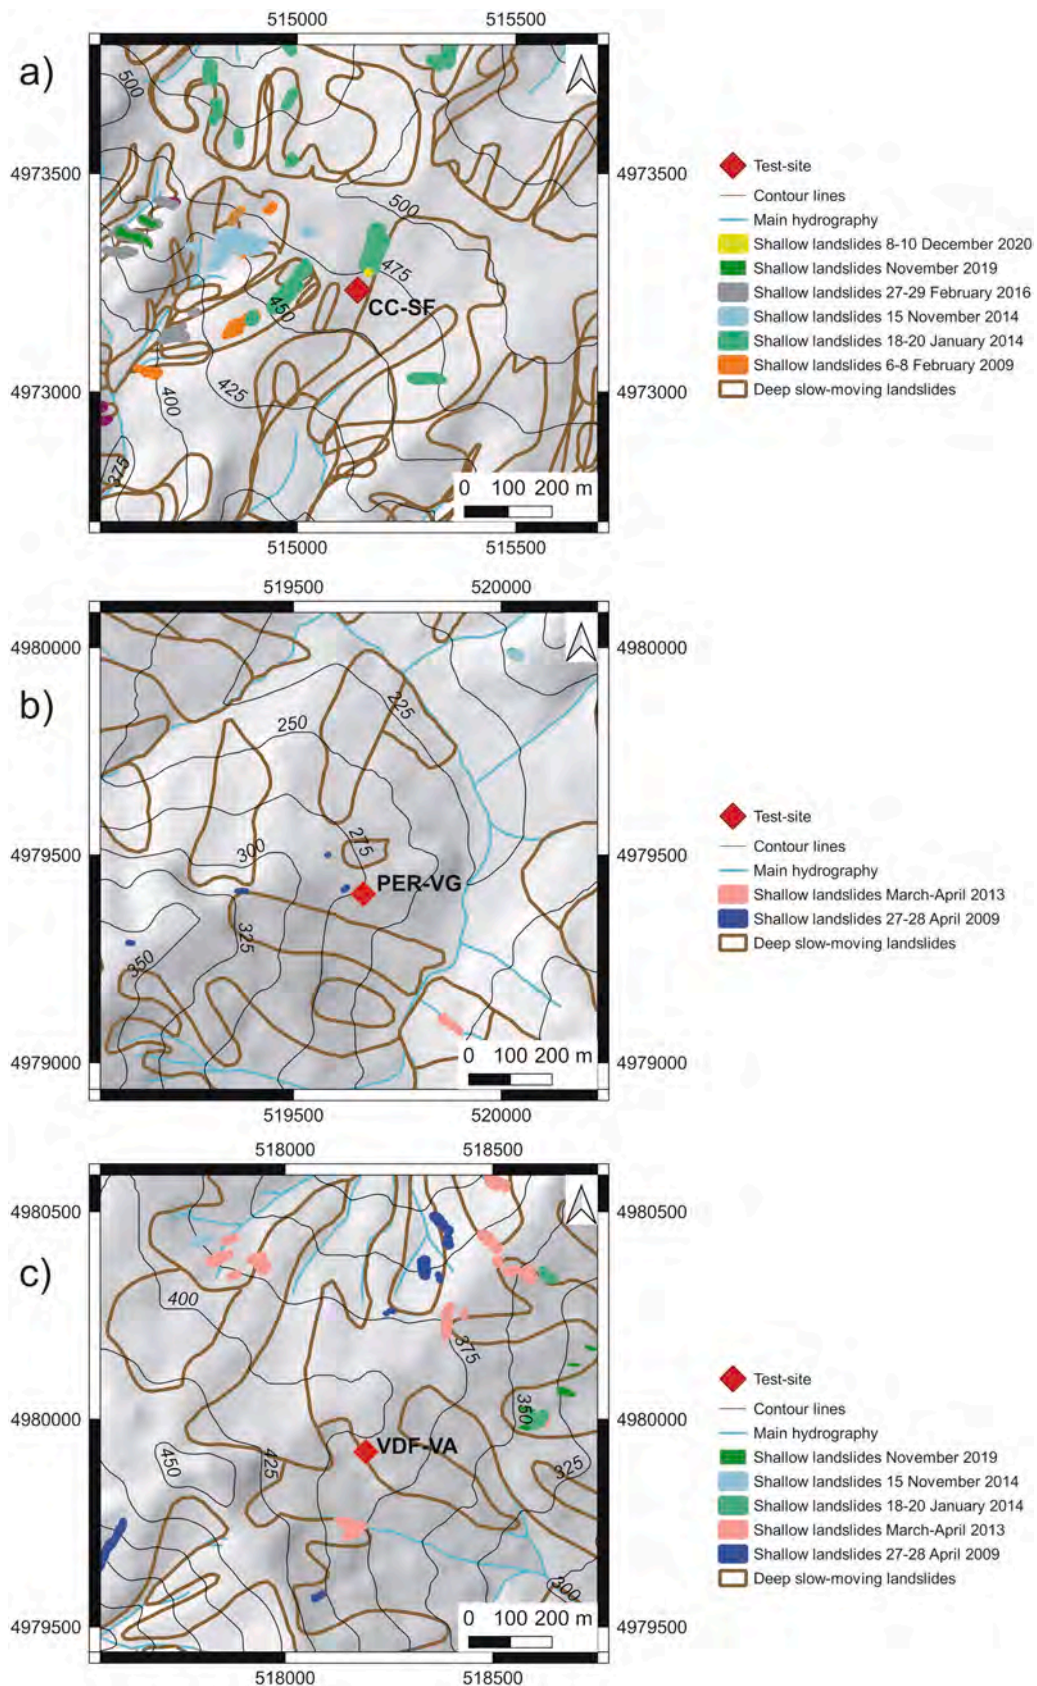 515000 515500
a)
500
4973500 4973500
500
475
CC-SF
450
425
4973000 4973000
400
375
0 100 200 m
515000 515500
Test-site
Contour lines
Main hydrography
Shallow landslides 8-10 December 2020
Shallow landslides November 2019
Shallow landslides 27-29 February 2016
Shallow landslides 15 November 2014
Shallow landslides 18-20 January 2014
Shallow landslides 6-8 February 2009
Deep slow-moving landslides
519500 520000
4980000 4980000
b)
225
250
275
300
4979500 4979500
PER-VG
325
350
0 100 200 m
4979000 4979000
519500 520000
Test-site
Contour lines
Main hydrography
Shallow landslides March-April 2013
Shallow landslides 27-28 April 2009
Deep slow-moving landslides
518000 518500
4980500 4980500
c)
400
375
350
4980000 4980000
VDF-VA
425
450
325
300
0 100 200 m
4979500 4979500
518000 518500
Test-site
Contour lines
Main hydrography
Shallow landslides November 2019
Shallow landslides 15 November 2014
Shallow landslides 18-20 January 2014
Shallow landslides March-April 2013
Shallow landslides 27-28 April 2009
Deep slow-moving landslides